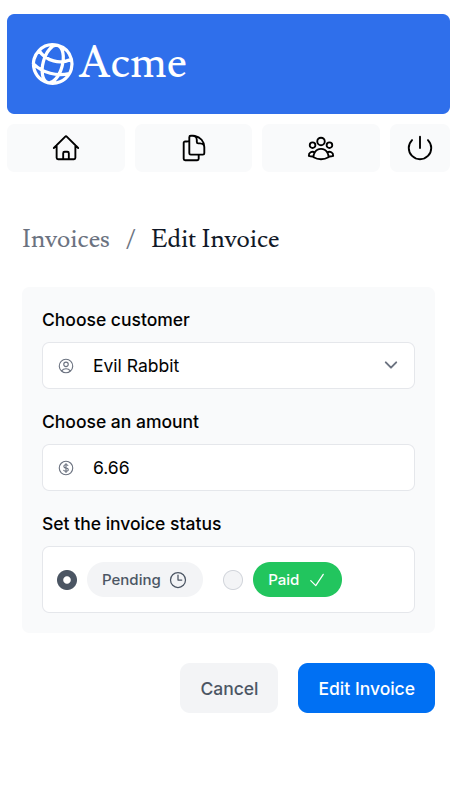 Acme
Invoices / Edit Invoice
Choose customer
Evil Rabbit
Choose an amount
6.66
Set the invoice status
Pending Paid
Cancel Edit Invoice